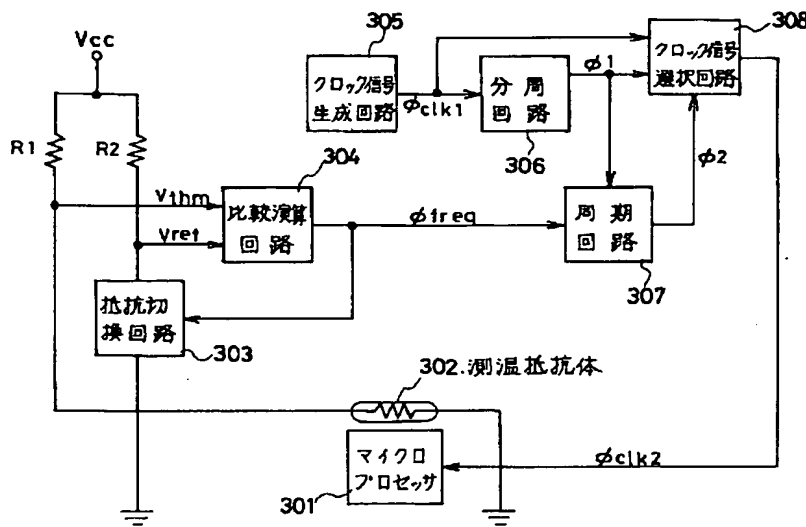 305
308
Vcc
クロック信号
生成回路
φclk1
分周
回路
306
φ1
クロック信号
選択回路
R1
R2
304
φ2
Vthm
Vref
比較演算
回路
φfreq
周期
回路
307
抵抗切
換回路
303
302.測温抵抗体
マイクロ
プロセッサ
301
φclk2